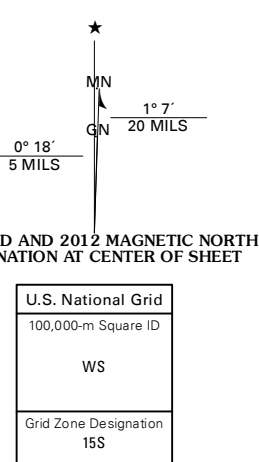 ★
MN
1° 7´
GN
20 MILS
0° 18´
5 MILS
D AND 2012 MAGNETIC NORTH
NATION AT CENTER OF SHEET
U.S. National Grid
100,000-m Square ID
WS
Grid Zone Designation
15S